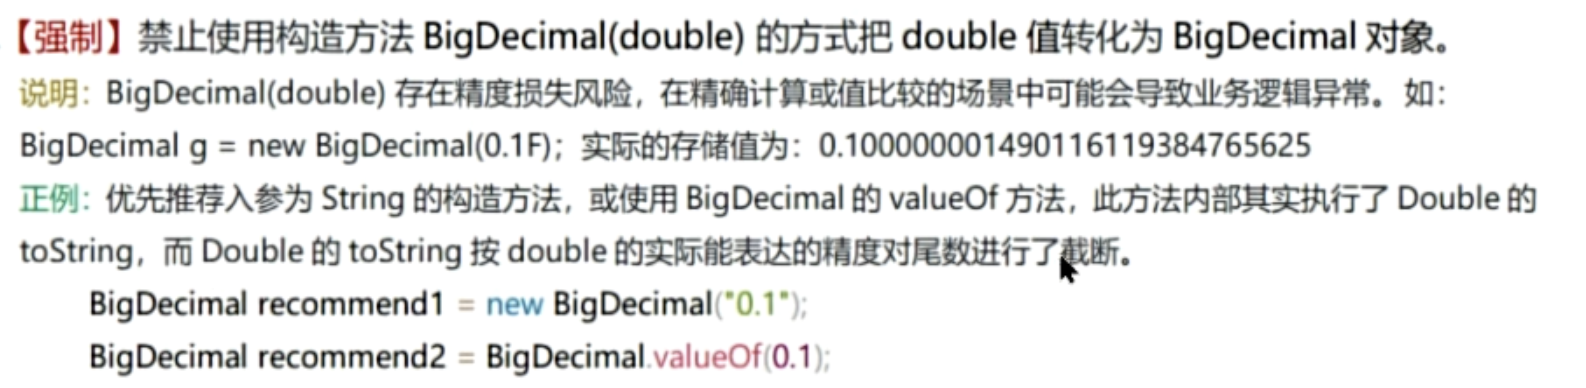 【强制】禁止使用构造方法 BigDecimal(double) 的方式把 double 值转化为 BigDecimal 对象。
说明：BigDecimal(double) 存在精度损失风险，在精确计算或值比较的场景中可能会导致业务逻辑异常。如：
BigDecimal g = new BigDecimal(0.1F)；实际的存储值为：0.100000001490116119384765625
正例：优先推荐入参为 String 的构造方法，或使用 BigDecimal 的 valueOf 方法，此方法内部其实执行了 Double 的
toString，而 Double 的 toString 按 double 的实际能表达的精度对尾数进行了截断。
BigDecimal recommend1 = new BigDecimal("0.1");
BigDecimal recommend2 = BigDecimal.valueOf(0.1);